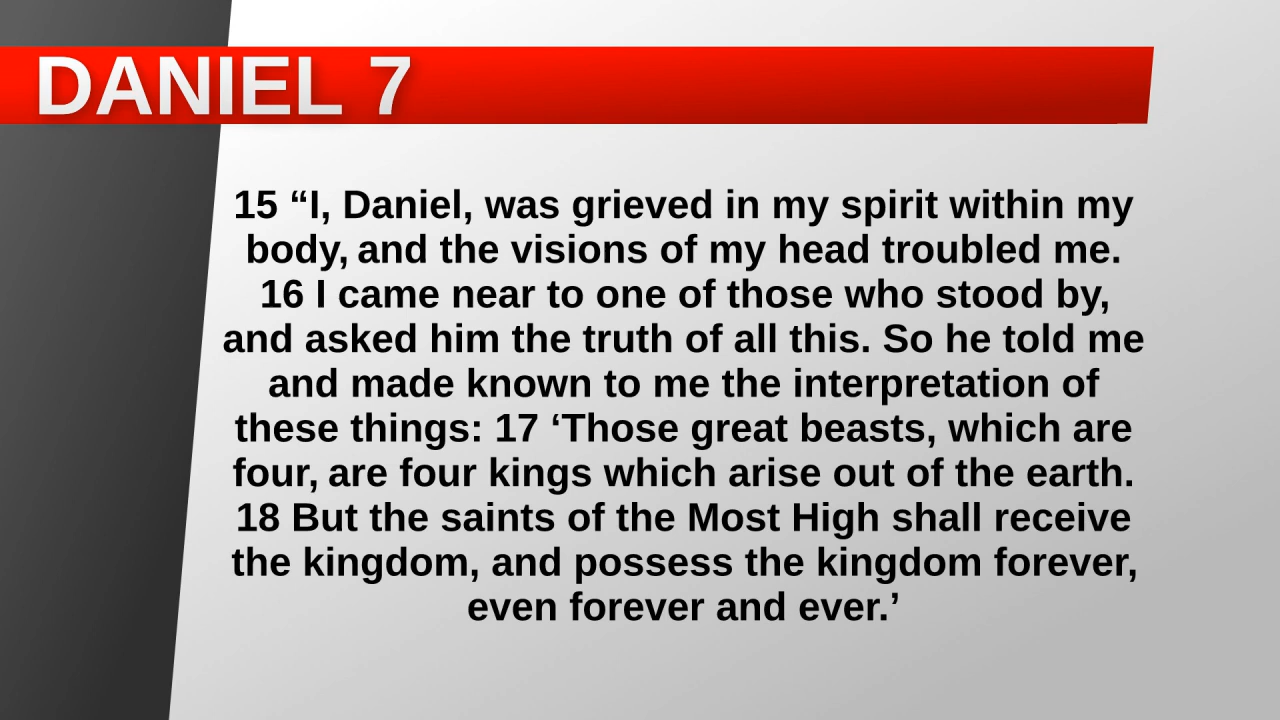 DANIEL 7
15 “I, Daniel, was grieved in my spirit within my
body, and the visions of my head troubled me.
16 I came near to one of those who stood by,
and asked him the truth of all this. So he told me
and made known to me the interpretation of
these things: 17 ‘Those great beasts, which are
four, are four kings which arise out of the earth.
18 But the saints of the Most High shall receive
the kingdom, and possess the kingdom forever,
even forever and ever.’